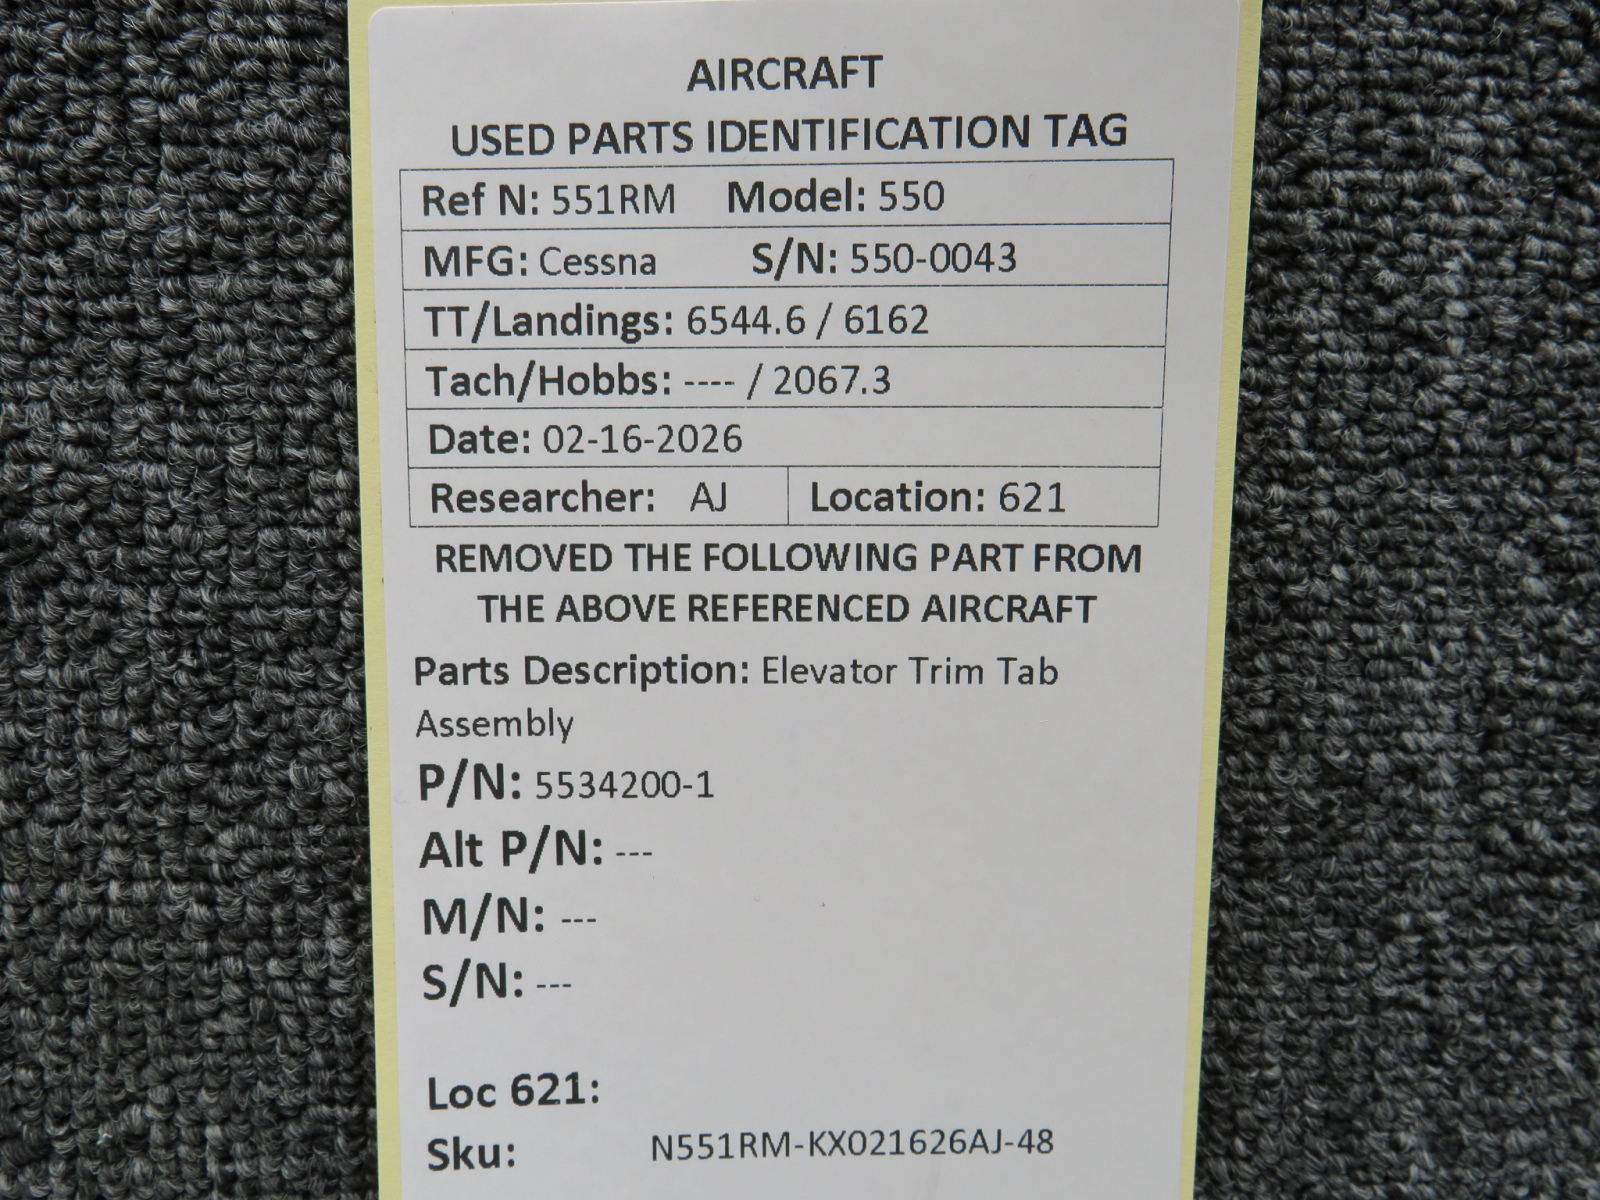 AIRCRAFT
USED PARTS IDENTIFICATION TAG
Ref N: 551RM Model: 550
MFG: Cessna S/N: 550-0043
TT/Landings: 6544.6 / 6162
Tach/Hobbs: ---- / 2067.3
Date: 02-16-2026
Researcher: AJ Location: 621
REMOVED THE FOLLOWING PART FROM
THE ABOVE REFERENCED AIRCRAFT
Parts Description: Elevator Trim Tab
Assembly
P/N: 5534200-1
Alt P/N: ---
M/N: ---
S/N: ---
Loc 621:
Sku: N551RM-KX021626AJ-48